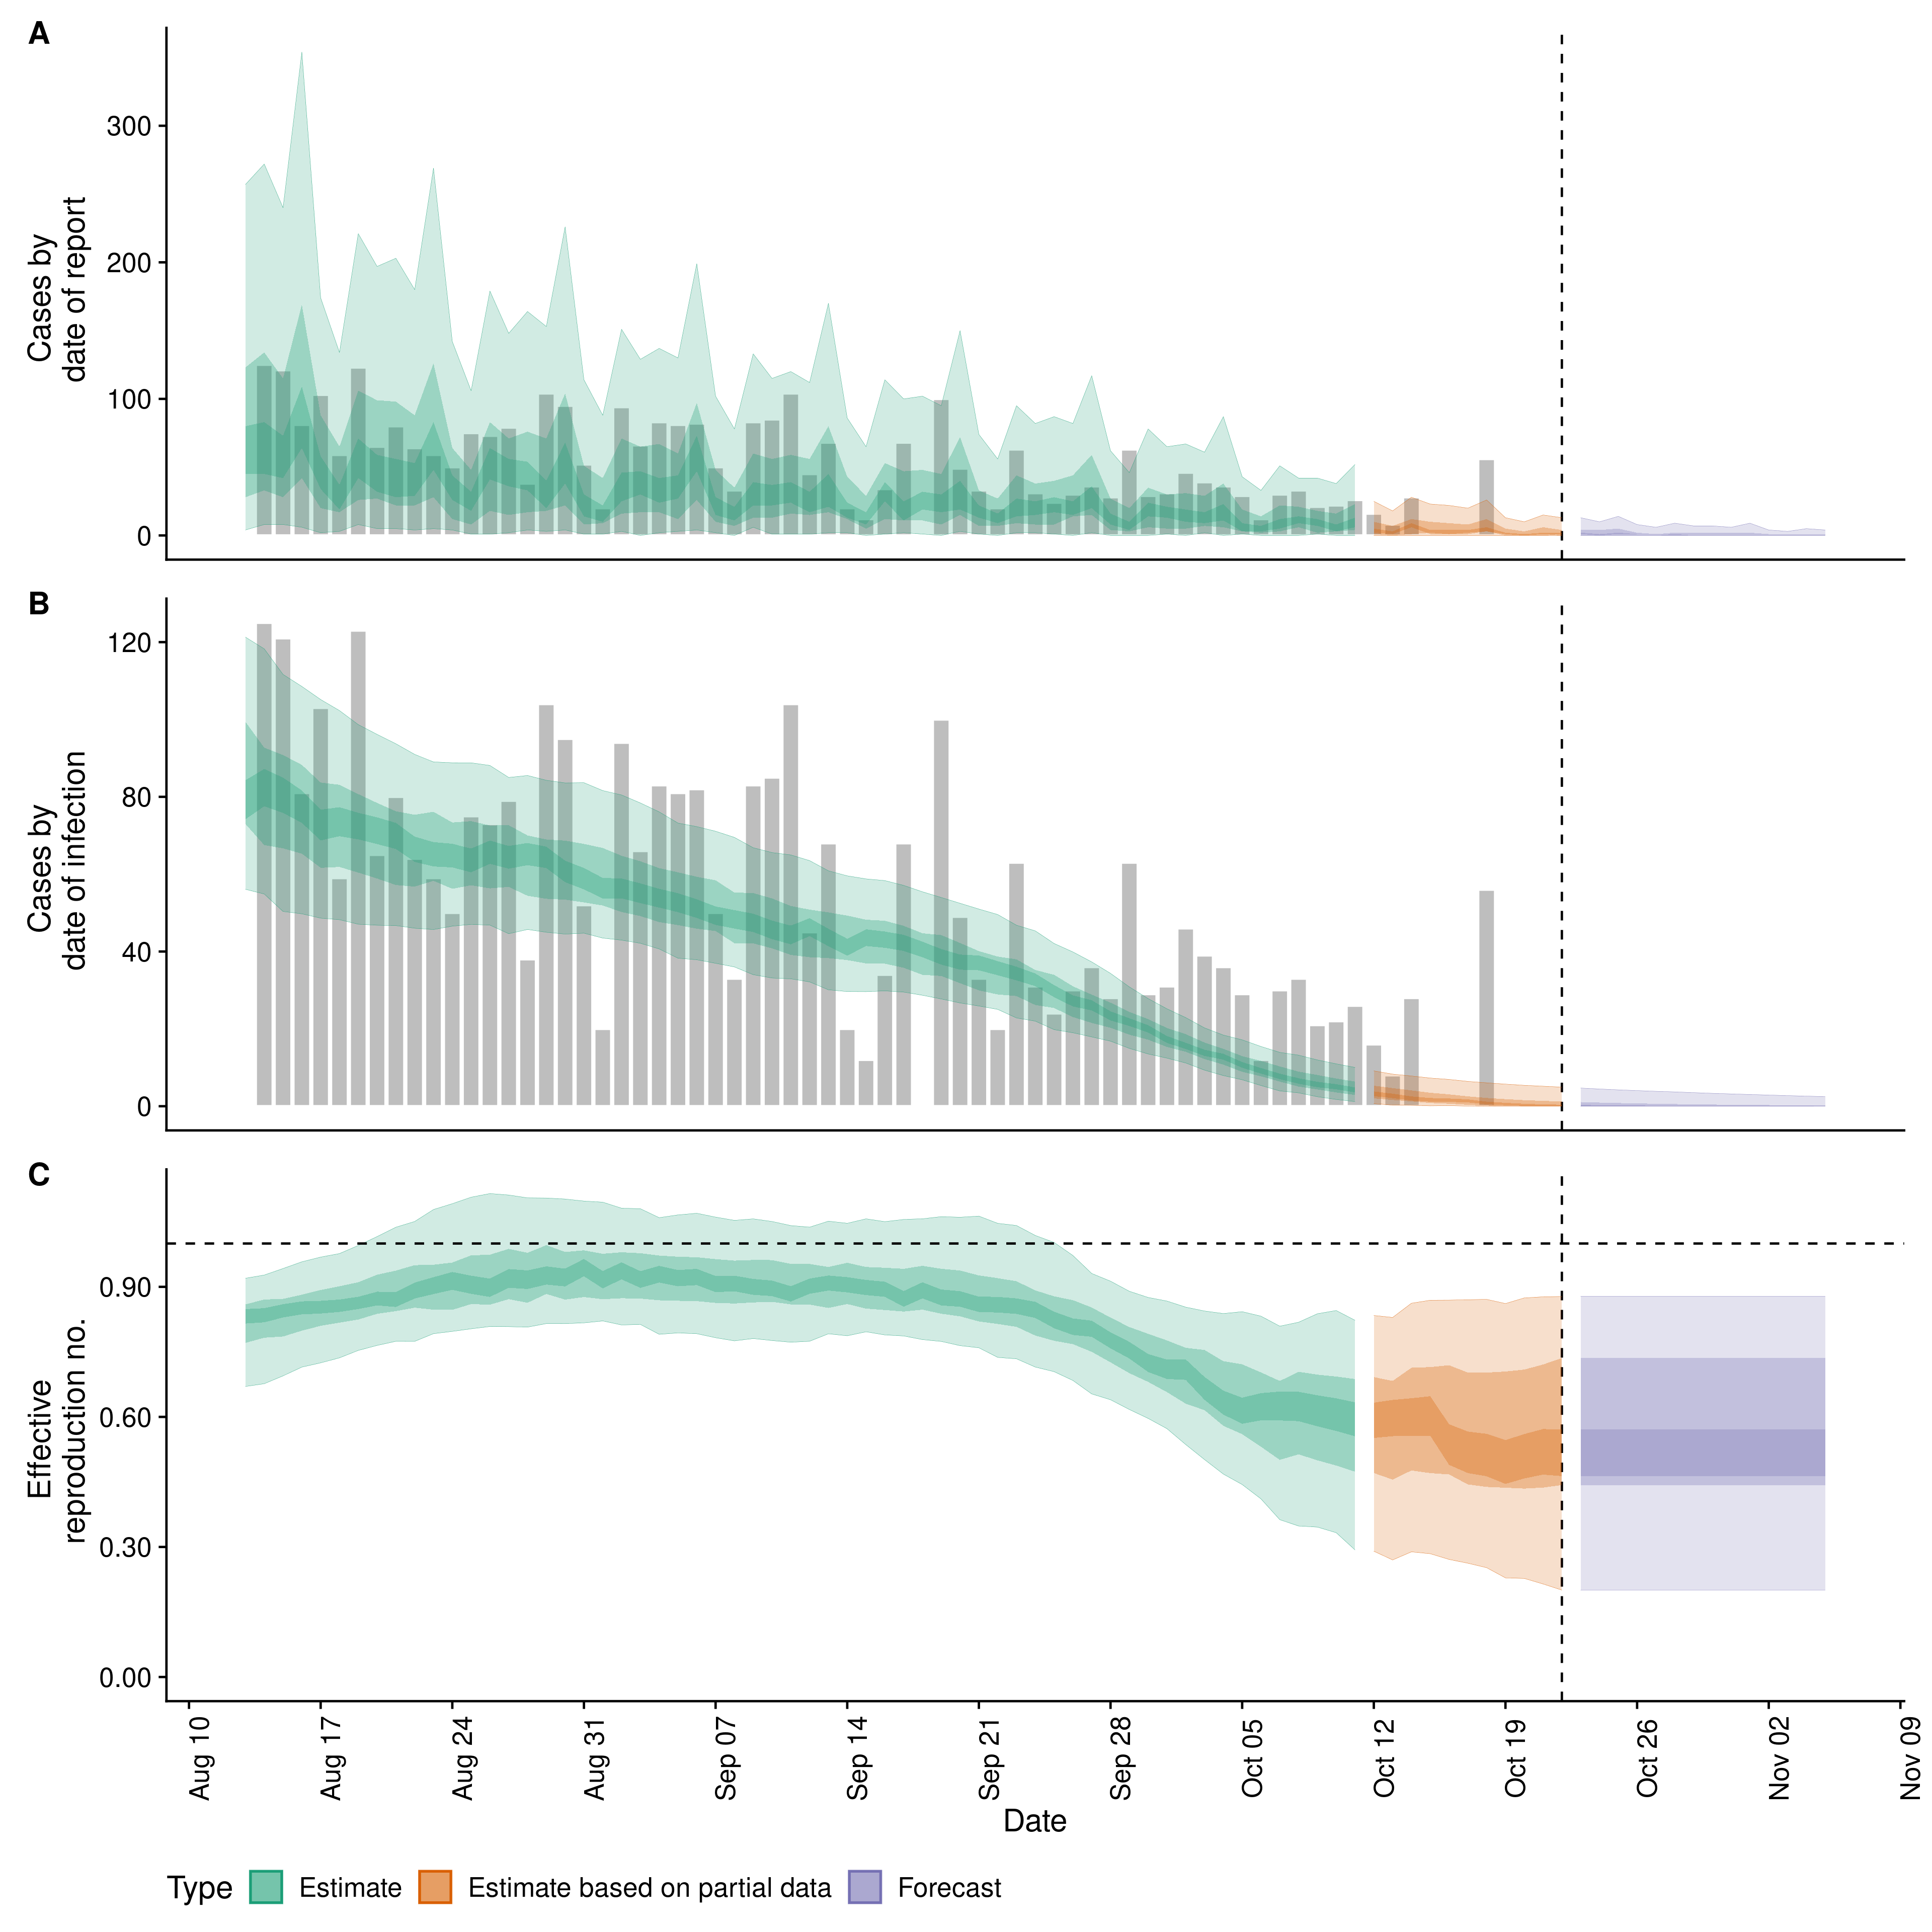 A
Cases by
date of report
300
200
100
0
B
Cases by
date of infection
120
80
40
0
C
Effective
reproduction no.
0.90
0.60
0.30
0.00
Aug 10
Aug 17
Aug 24
Aug 31
Sep 07
Sep 14
Sep 21
Sep 28
Oct 05
Oct 12
Oct 19
Oct 26
Nov 02
Nov 09
Date
Type Estimate Estimate based on partial data Forecast